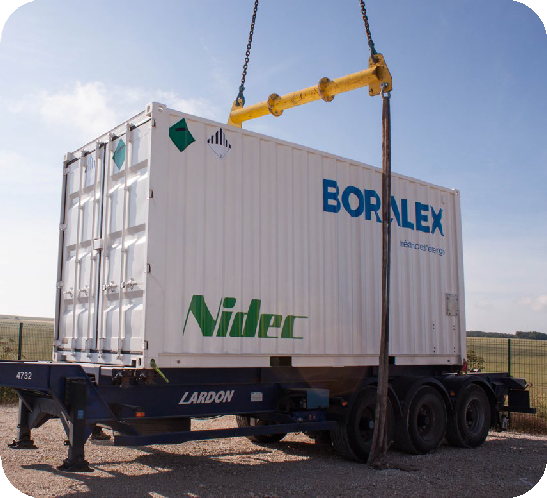 BORALEX
Nidec
4732
LARDON